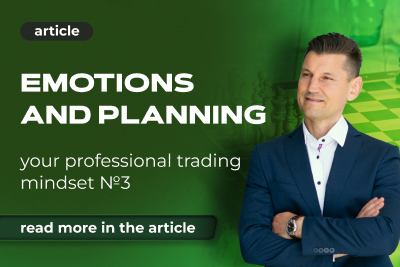 article
EMOTIONS
AND PLANNING
your professional trading
mindset №3
read more in the article